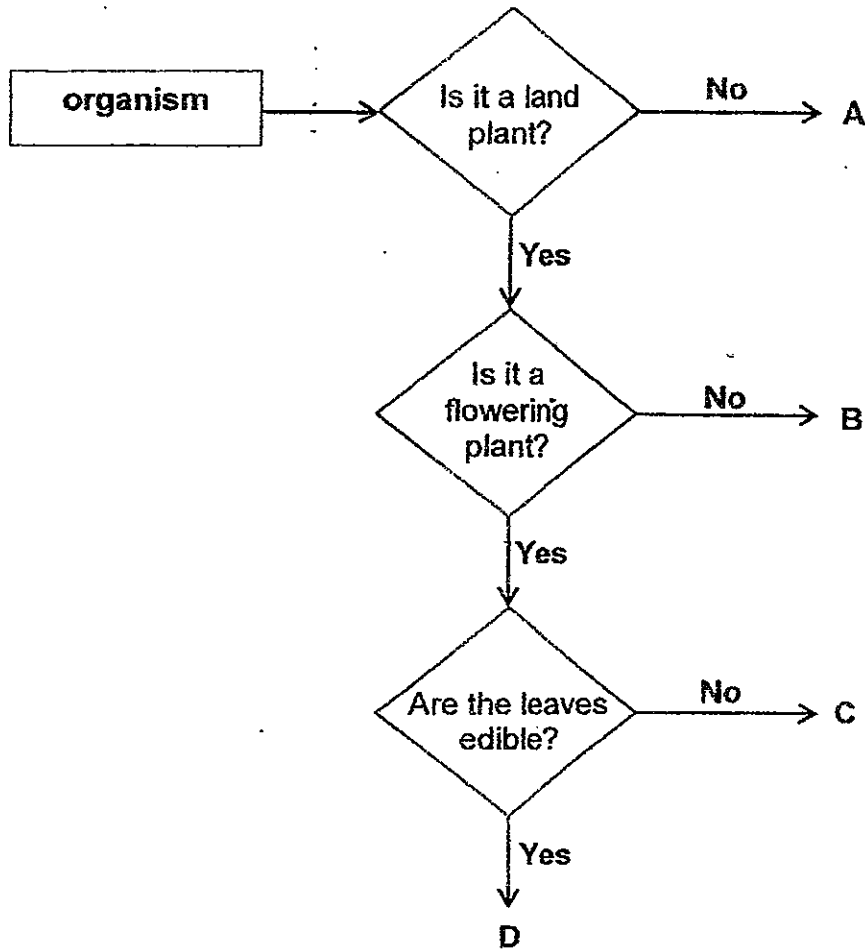 organism
Is it a land
plant?
No
A
Yes
Is it a
flowering
plant?
No
B
Yes
Are the leaves
edible?
No
C
Yes
D